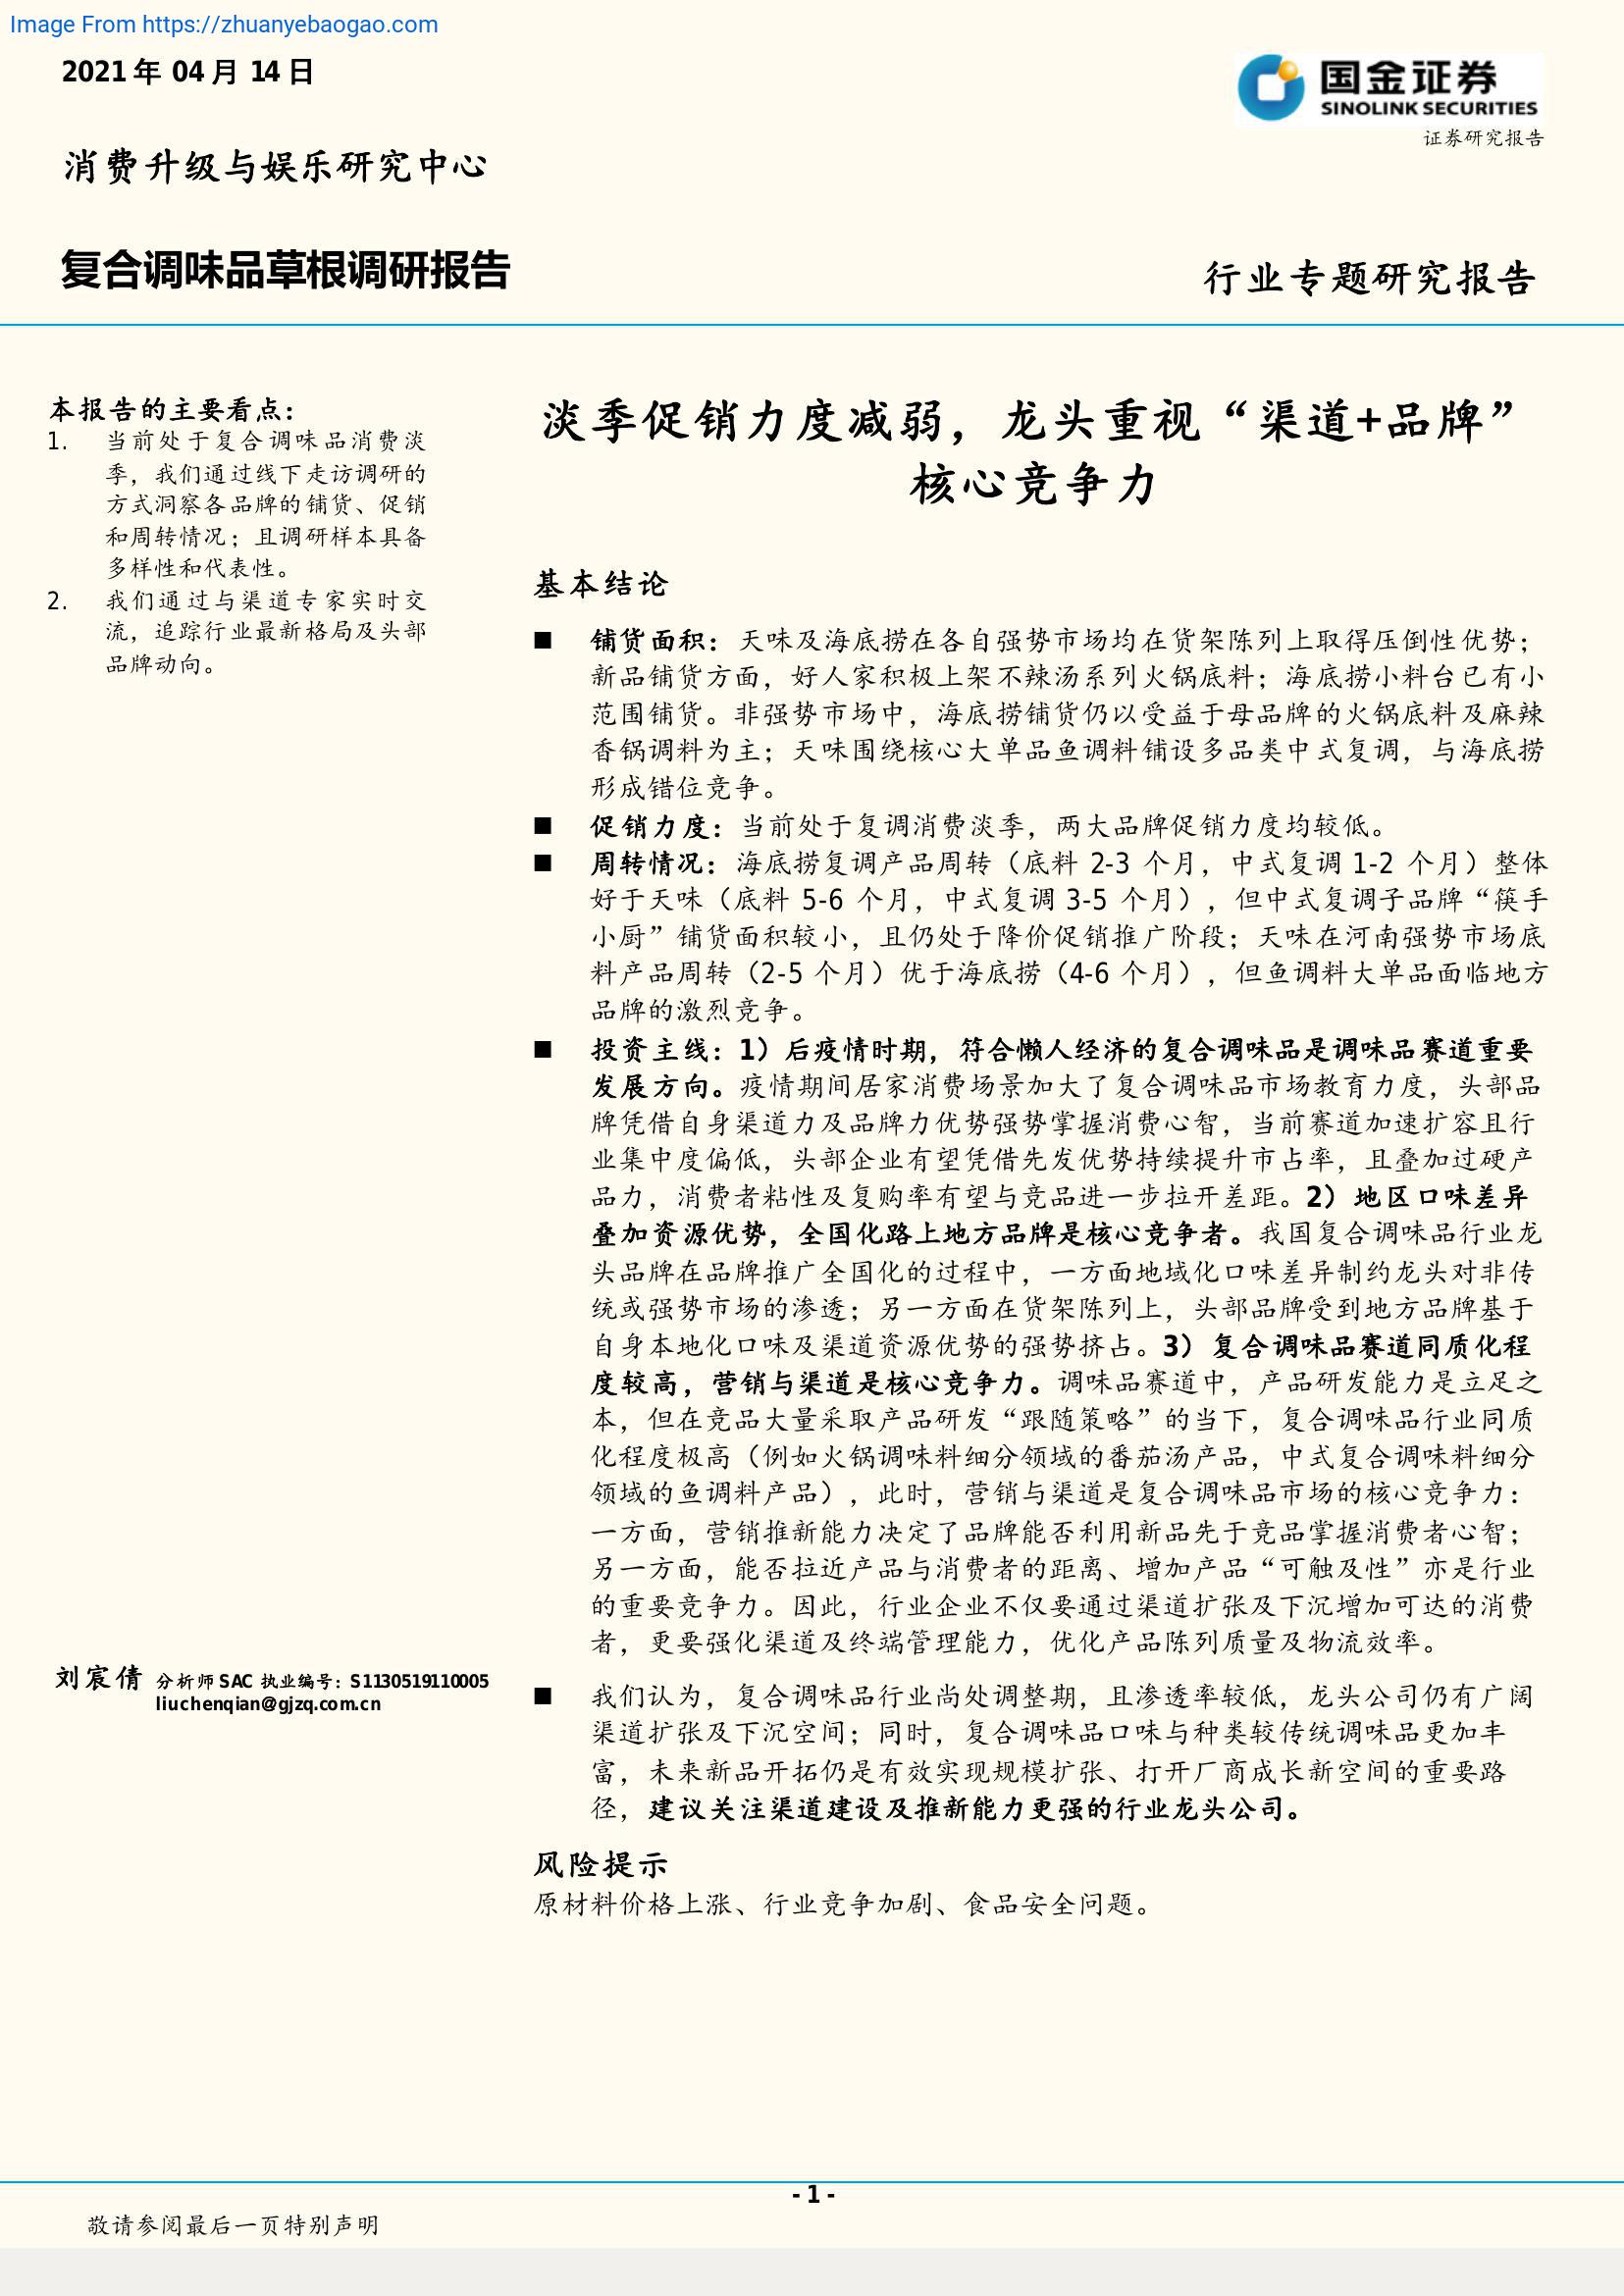 Image From https://zhuanyebaogao.com
2021 年 04 月 14 日
国金证券
SINOLINK SECURITIES
证券研究报告
消费升级与娱乐研究中心
复合调味品草根调研报告
行业专题研究报告
本报告的主要看点：
1. 当前处于复合调味品消费淡
季，我们通过线下走访调研的
方式洞察各品牌的铺货、促销
和周转情况；且调研样本具备
多样性和代表性。
2. 我们通过与渠道专家实时交
流，追踪行业最新格局及头部
品牌动向。
刘宸倩 分析师 SAC 执业编号：S1130519110005
liuchenqian@gjzq.com.cn
淡季促销力度减弱，龙头重视“渠道+品牌”
核心竞争力
基本结论
■ 铺货面积：天味及海底捞在各自强势市场均在货架陈列上取得压倒性优势；
新品铺货方面，好人家积极上架不辣汤系列火锅底料；海底捞小料台已有小
范围铺货。非强势市场中，海底捞铺货仍以受益于母品牌的火锅底料及麻辣
香锅调料为主；天味围绕核心大单品鱼调料铺设多品类中式复调，与海底捞
形成错位竞争。
■ 促销力度：当前处于复调消费淡季，两大品牌促销力度均较低。
■ 周转情况：海底捞复调产品周转（底料 2-3 个月，中式复调 1-2 个月）整体
好于天味（底料 5-6 个月，中式复调 3-5 个月），但中式复调子品牌“筷手
小厨”铺货面积较小，且仍处于降价促销推广阶段；天味在河南强势市场底
料产品周转（2-5 个月）优于海底捞（4-6 个月），但鱼调料大单品面临地方
品牌的激烈竞争。
■ 投资主线：1）后疫情时期，符合懒人经济的复合调味品是调味品赛道重要
发展方向。疫情期间居家消费场景加大了复合调味品市场教育力度，头部品
牌凭借自身渠道力及品牌力优势强势掌握消费心智，当前赛道加速扩容且行
业集中度偏低，头部企业有望凭借先发优势持续提升市占率，且叠加过硬产
品力，消费者粘性及复购率有望与竞品进一步拉开差距。2）地区口味差异
叠加资源优势，全国化路上地方品牌是核心竞争者。我国复合调味品行业龙
头品牌在品牌推广全国化的过程中，一方面地域化口味差异制约龙头对非传
统或强势市场的渗透；另一方面在货架陈列上，头部品牌受到地方品牌基于
自身本地化口味及渠道资源优势的强势挤占。3）复合调味品赛道同质化程
度较高，营销与渠道是核心竞争力。调味品赛道中，产品研发能力是立足之
本，但在竞品大量采取产品研发“跟随策略”的当下，复合调味品行业同质
化程度极高（例如火锅调味料细分领域的番茄汤产品，中式复合调味料细分
领域的鱼调料产品），此时，营销与渠道是复合调味品市场的核心竞争力：
一方面，营销推新能力决定了品牌能否利用新品先于竞品掌握消费者心智；
另一方面，能否拉近产品与消费者的距离、增加产品“可触及性”亦是行业
的重要竞争力。因此，行业企业不仅要通过渠道扩张及下沉增加可达的消费
者，更要强化渠道及终端管理能力，优化产品陈列质量及物流效率。
■ 我们认为，复合调味品行业尚处调整期，且渗透率较低，龙头公司仍有广阔
渠道扩张及下沉空间；同时，复合调味品口味与种类较传统调味品更加丰
富，未来新品开拓仍是有效实现规模扩张、打开厂商成长新空间的重要路
径，建议关注渠道建设及推新能力更强的行业龙头公司。
风险提示
原材料价格上涨、行业竞争加剧、食品安全问题。
- 1 -
敬请参阅最后一页特别声明